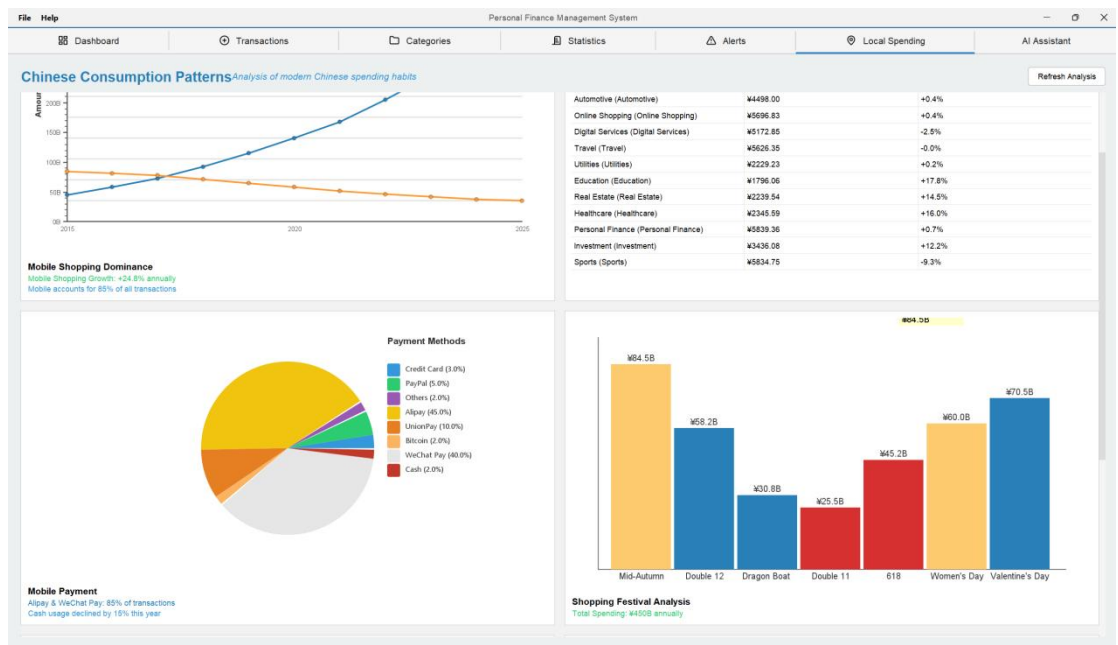 File Help
Personal Finance Management System
Dashboard
Transactions
Categories
Statistics
Alerts
Local Spending
AI Assistant
Chinese Consumption Patterns Analysis of modern Chinese spending habits
Refresh Analysis
200B
150B
100B
50B
0B
2015 2020 2025
Mobile Shopping Dominance
Mobile Shopping Growth: +24.8% annually
Mobile accounts for 85% of all transactions
Automotive (Automotive) ¥4498.00 +0.4%
Online Shopping (Online Shopping) ¥5696.83 +0.4%
Digital Services (Digital Services) ¥5172.85 -2.5%
Travel (Travel) ¥5626.35 -0.0%
Utilities (Utilities) ¥2229.23 +0.2%
Education (Education) ¥1796.06 +17.8%
Real Estate (Real Estate) ¥2239.54 +14.5%
Healthcare (Healthcare) ¥2345.59 +16.0%
Personal Finance (Personal Finance) ¥5839.36 +0.7%
Investment (Investment) ¥3436.08 +12.2%
Sports (Sports) ¥5834.75 -9.3%
Payment Methods
Credit Card (3.0%)
PayPal (5.0%)
Others (2.0%)
Alipay (45.0%)
UnionPay (10.0%)
Bitcoin (2.0%)
WeChat Pay (40.0%)
Cash (2.0%)
Mobile Payment
Alipay & WeChat Pay: 85% of transactions
Cash usage declined by 15% this year
¥84.5B
¥84.5B
¥58.2B
¥30.8B
¥25.5B
¥45.2B
¥60.0B
¥70.5B
Mid-Autumn Double 12 Dragon Boat Double 11 618 Women's Day Valentine's Day
Shopping Festival Analysis
Total Spending: ¥450B annually